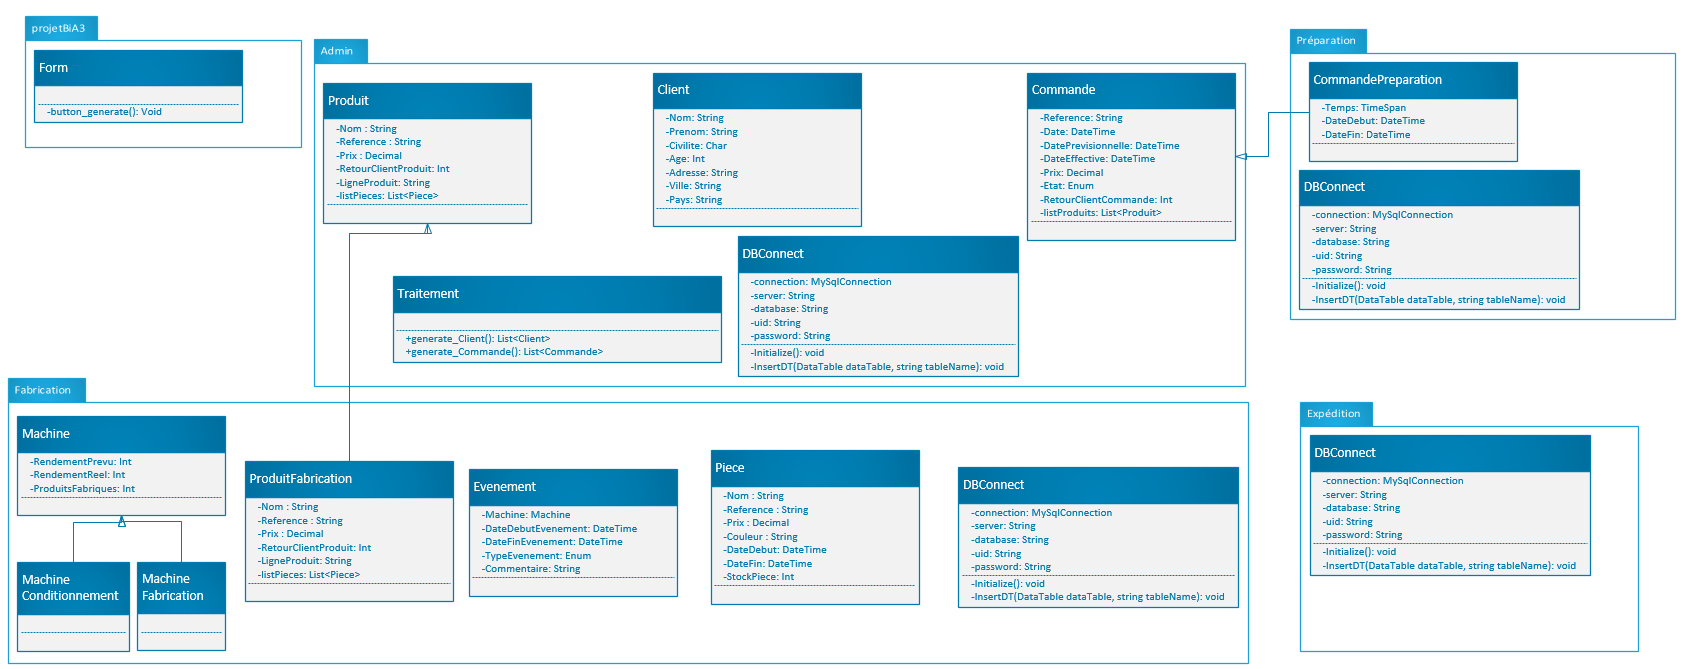 projetBiA3
Form
-button_generate(): Void
Admin
Produit
-Nom : String
-Reference : String
-Prix : Decimal
-RetourClientProduit: Int
-LigneProduit: String
-listPieces: List<Piece>
Client
-Nom: String
-Prenom: String
-Civilite: Char
-Age: Int
-Adresse: String
-Ville: String
-Pays: String
Commande
-Reference: String
-Date: DateTime
-DatePrevisionnelle: DateTime
-DateEffective: DateTime
-Prix: Decimal
-Etat: Enum
-RetourClientCommande: Int
-listProduits: List<Produit>
Traitement
+generate_Client(): List<Client>
+generate_Commande(): List<Commande>
DBConnect
-connection: MySqlConnection
-server: String
-database: String
-uid: String
-password: String
-Initialize(): void
-InsertDT(DataTable dataTable, string tableName): void
Préparation
CommandePreparation
-Temps: TimeSpan
-DateDebut: DateTime
-DateFin: DateTime
DBConnect
-connection: MySqlConnection
-server: String
-database: String
-uid: String
-password: String
-Initialize(): void
-InsertDT(DataTable dataTable, string tableName): void
Fabrication
Machine
-RendementPrevu: Int
-RendementReel: Int
-ProduitsFabriques: Int
Machine
Conditionnement
Machine
Fabrication
ProduitFabrication
-Nom : String
-Reference : String
-Prix : Decimal
-RetourClientProduit: Int
-LigneProduit: String
-listPieces: List<Piece>
Evenement
-Machine: Machine
-DateDebutEvenement: DateTime
-DateFinEvenement: DateTime
-TypeEvenement: Enum
-Commentaire: String
Piece
-Nom : String
-Reference : String
-Prix : Decimal
-Couleur : String
-DateDebut: DateTime
-DateFin: DateTime
-StockPiece: Int
DBConnect
-connection: MySqlConnection
-server: String
-database: String
-uid: String
-password: String
-Initialize(): void
-InsertDT(DataTable dataTable, string tableName): void
Expédition
DBConnect
-connection: MySqlConnection
-server: String
-database: String
-uid: String
-password: String
-Initialize(): void
-InsertDT(DataTable dataTable, string tableName): void